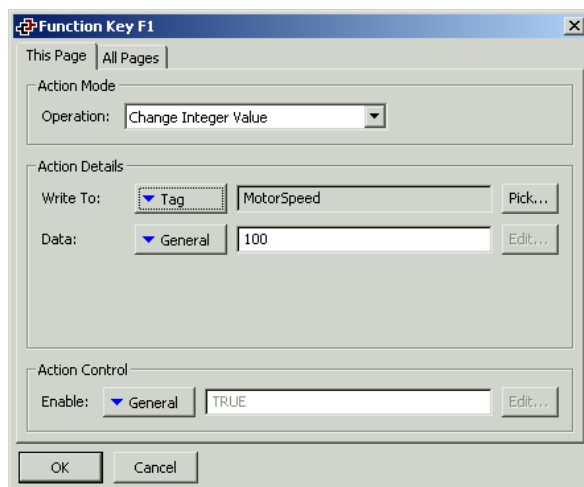 Function Key F1
This Page All Pages
Action Mode
Operation: Change Integer Value
Action Details
Write To: Tag MotorSpeed Pick...
Data: General 100 Edit...
Action Control
Enable: General TRUE Edit...
OK Cancel